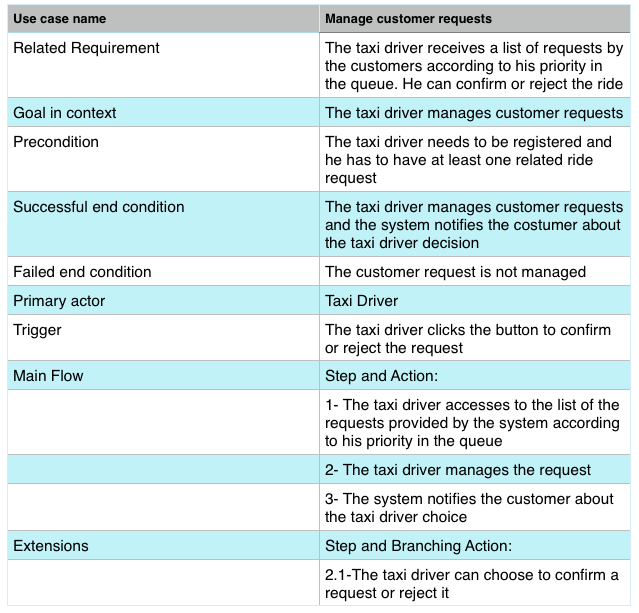 Use case name
Manage customer requests
Related Requirement
The taxi driver receives a list of requests by
the customers according to his priority in
the queue. He can confirm or reject the ride
Goal in context
The taxi driver manages customer requests
Precondition
The taxi driver needs to be registered and
he has to have at least one related ride
request
Successful end condition
The taxi driver manages customer requests
and the system notifies the costumer about
the taxi driver decision
Failed end condition
The customer request is not managed
Primary actor
Taxi Driver
Trigger
The taxi driver clicks the button to confirm
or reject the request
Main Flow
Step and Action:
1- The taxi driver accesses to the list of the
requests provided by the system according
to his priority in the queue
2- The taxi driver manages the request
3- The system notifies the customer about
the taxi driver choice
Extensions
Step and Branching Action:
2.1-The taxi driver can choose to confirm a
request or reject it